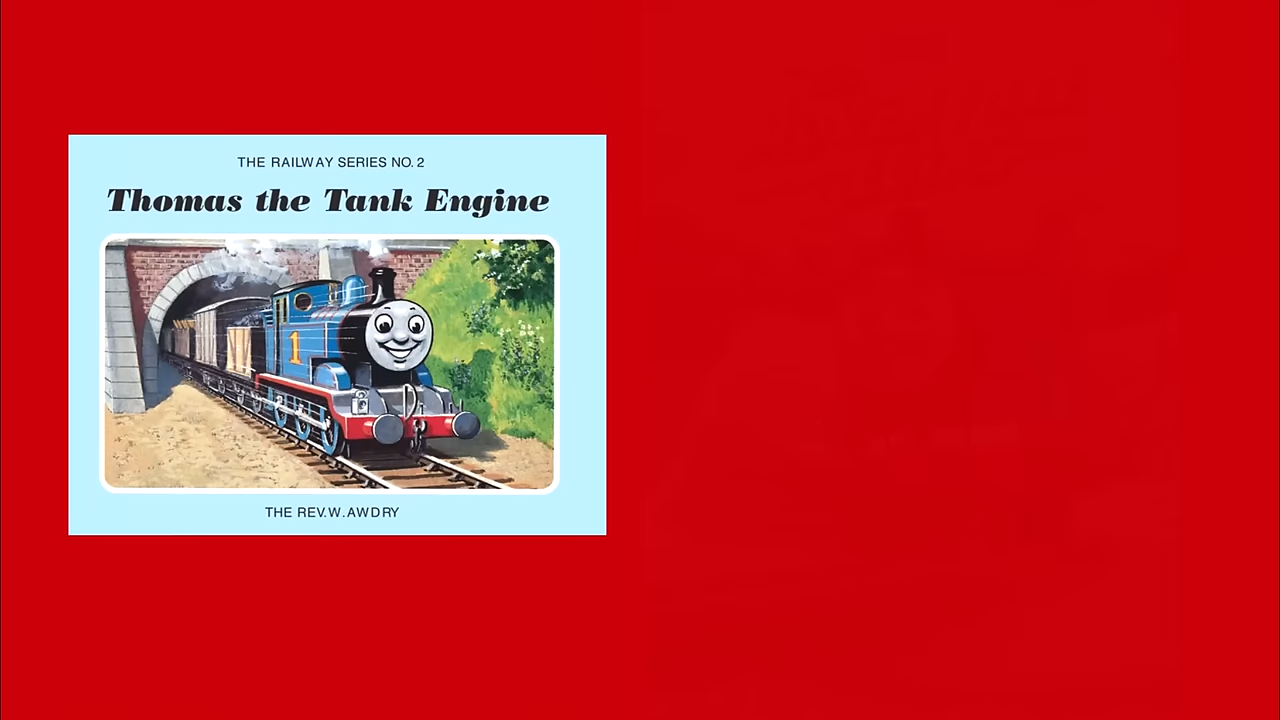 THE RAILWAY SERIES NO. 2
Thomas the Tank Engine
1
THE REV. W. AWDRY